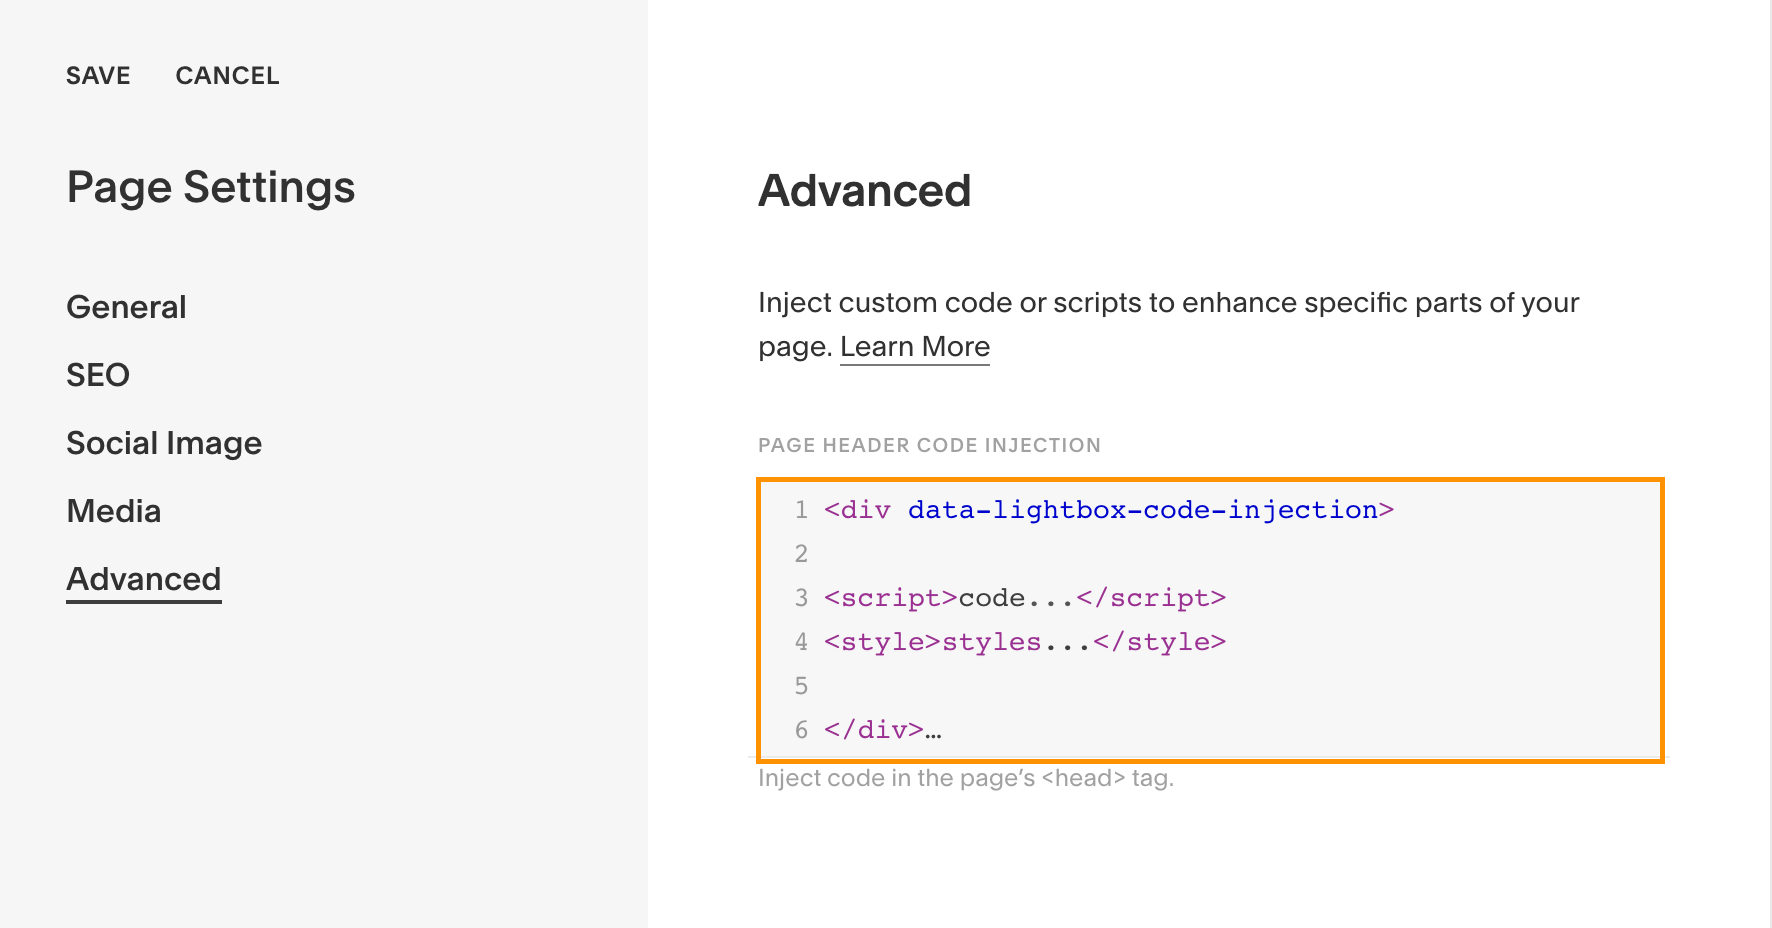 SAVE CANCEL
Page Settings
General
SEO
Social Image
Media
Advanced
Advanced
Inject custom code or scripts to enhance specific parts of your
page. Learn More
PAGE HEADER CODE INJECTION
1 <div data-lightbox-code-injection>
2
3 <script>code...</script>
4 <style>styles...</style>
5
6 </div>…
Inject code in the page’s <head> tag.